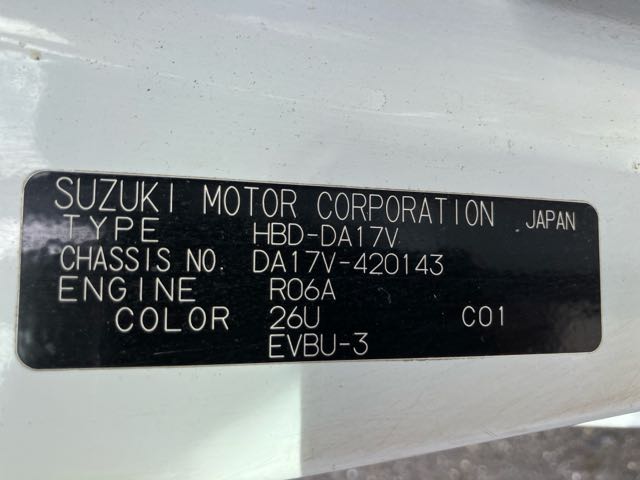 SUZUKI MOTOR CORPORATION JAPAN
TYPE HBD-DA17V
CHASSIS NO. DA17V-420143
ENGINE R06A
COLOR 26U C01
EVBU-3